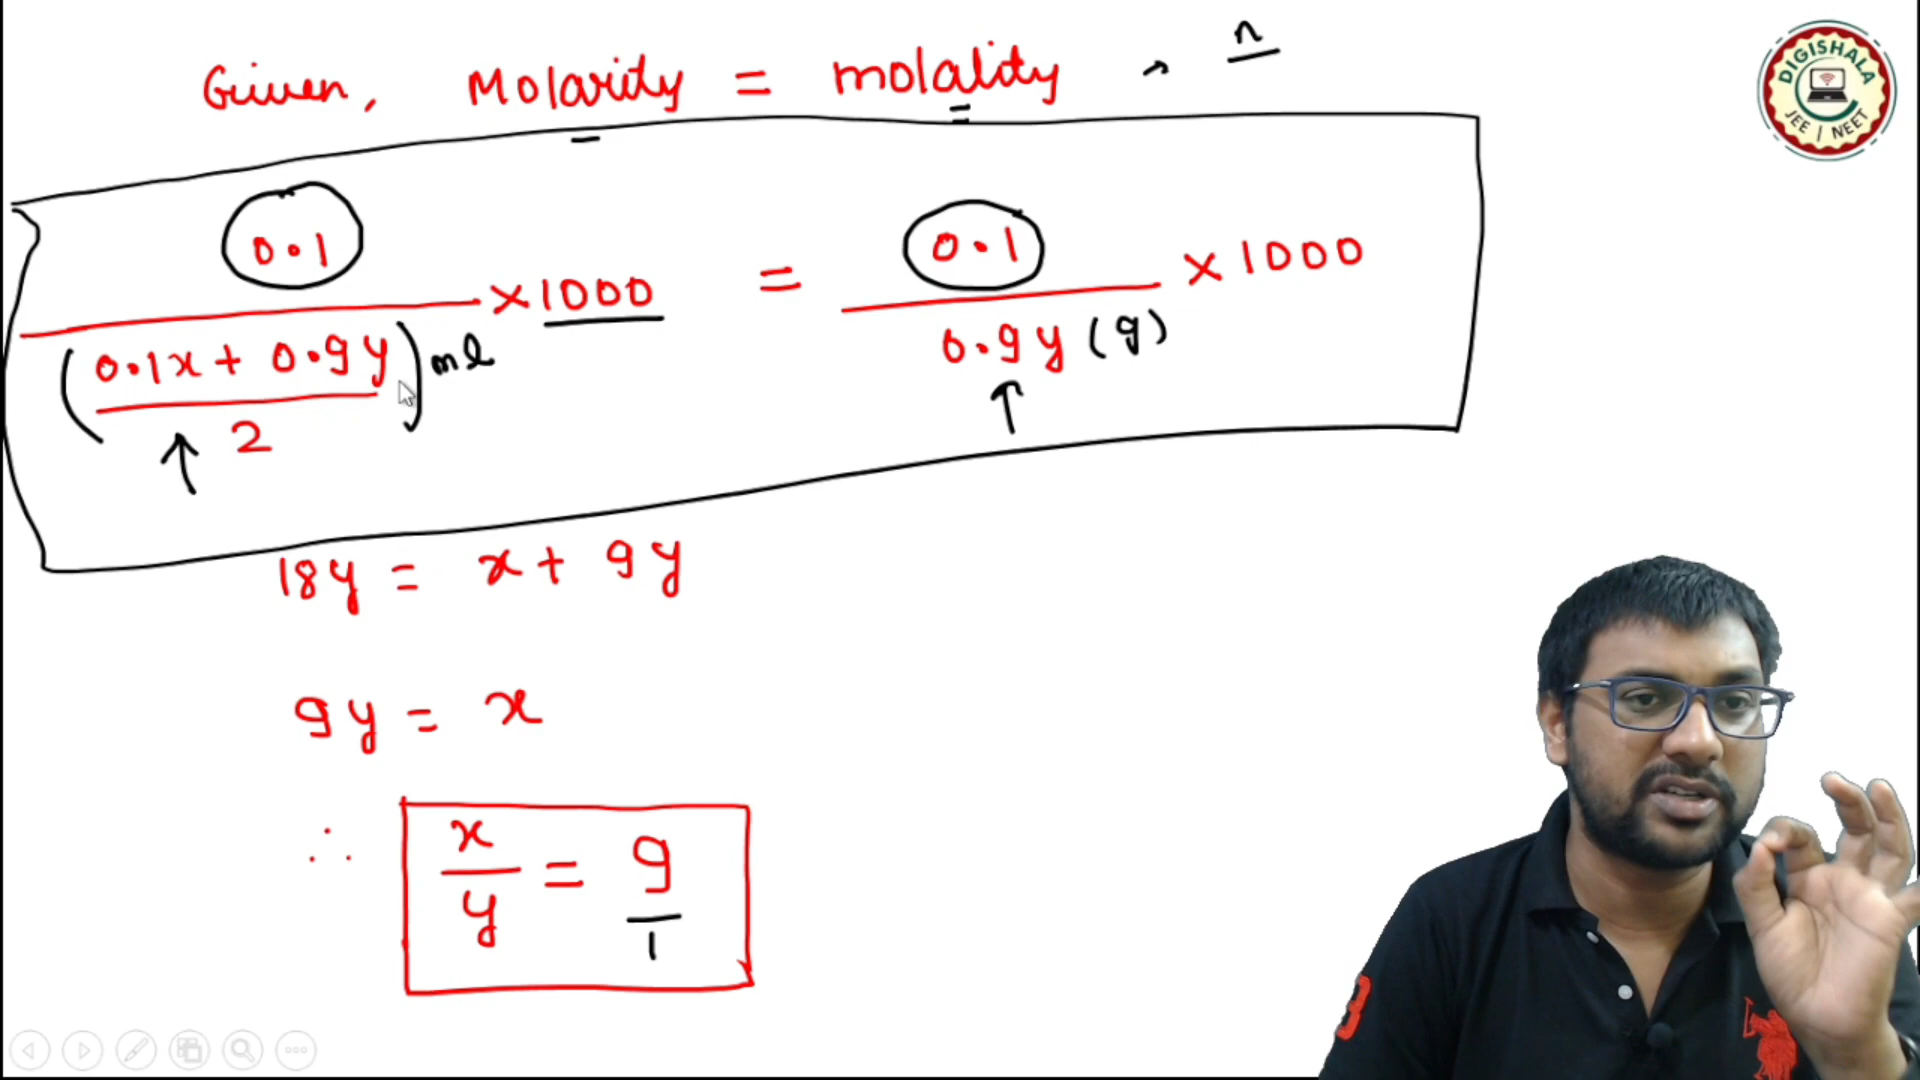 Given, Molarity = molality, n
DIGISHALA
JEE | NEET
0.1 / ((0.1x + 0.9y) / 2) ml × 1000 = 0.1 / 0.9y (g) × 1000
18y = x + 9y
9y = x
∴ x/y = 9/1
3